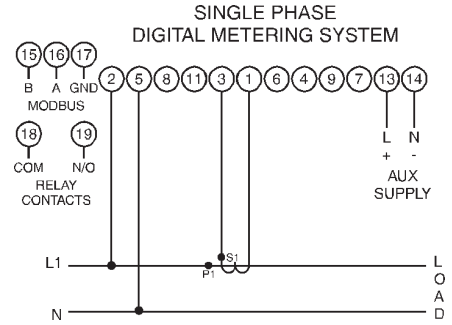 SINGLE PHASE
DIGITAL METERING SYSTEM
15 16 17
B A GND
MODBUS
2 5 8 11 3 1 6 4 9 7 13 14
18 19
COM N/O
RELAY
CONTACTS
L N
+ -
AUX
SUPPLY
S1
P1
L1
N
L
O
A
D